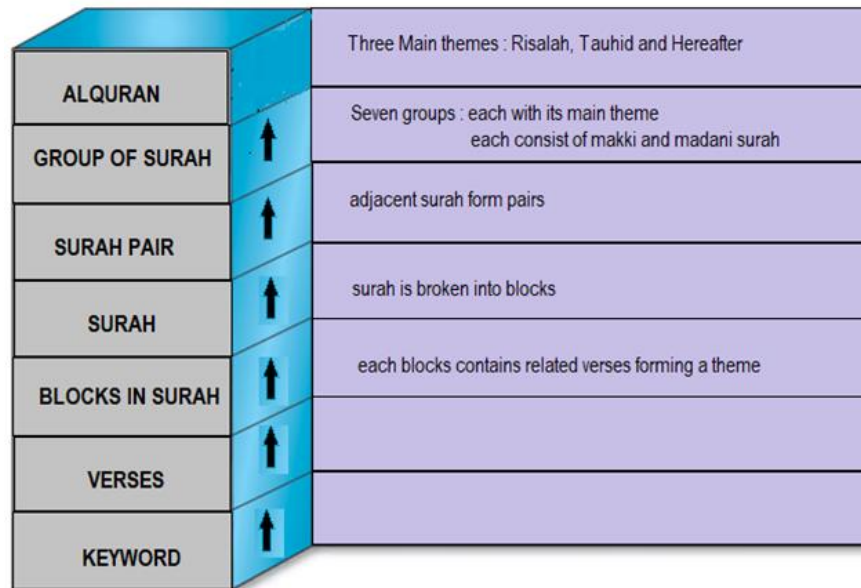 Three Main themes : Risalah, Tauhid and Hereafter
ALQURAN
Seven groups : each with its main theme
each consist of makki and madani surah
GROUP OF SURAH
adjacent surah form pairs
SURAH PAIR
surah is broken into blocks
SURAH
each blocks contains related verses forming a theme
BLOCKS IN SURAH
VERSES
KEYWORD